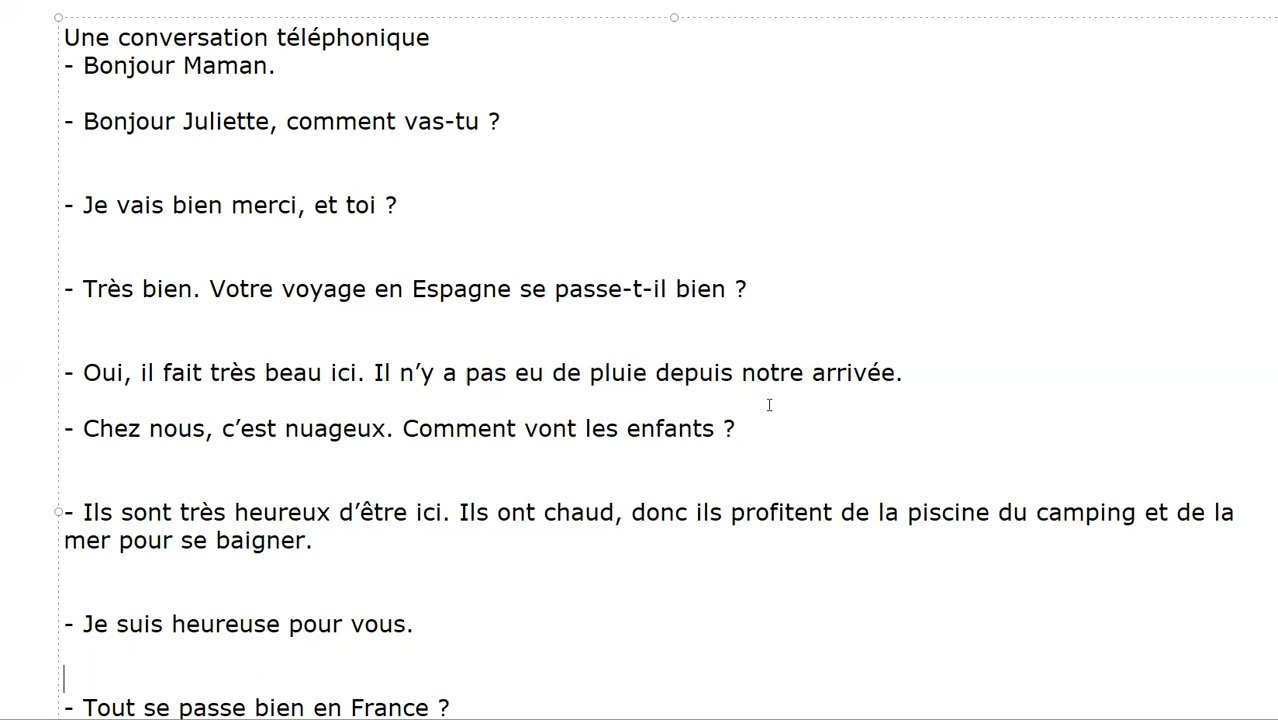 Une conversation téléphonique
- Bonjour Maman.
- Bonjour Juliette, comment vas-tu ?
- Je vais bien merci, et toi ?
- Très bien. Votre voyage en Espagne se passe-t-il bien ?
- Oui, il fait très beau ici. Il n’y a pas eu de pluie depuis notre arrivée.
- Chez nous, c’est nuageux. Comment vont les enfants ?
- Ils sont très heureux d’être ici. Ils ont chaud, donc ils profitent de la piscine du camping et de la
mer pour se baigner.
- Je suis heureuse pour vous.
- Tout se passe bien en France ?